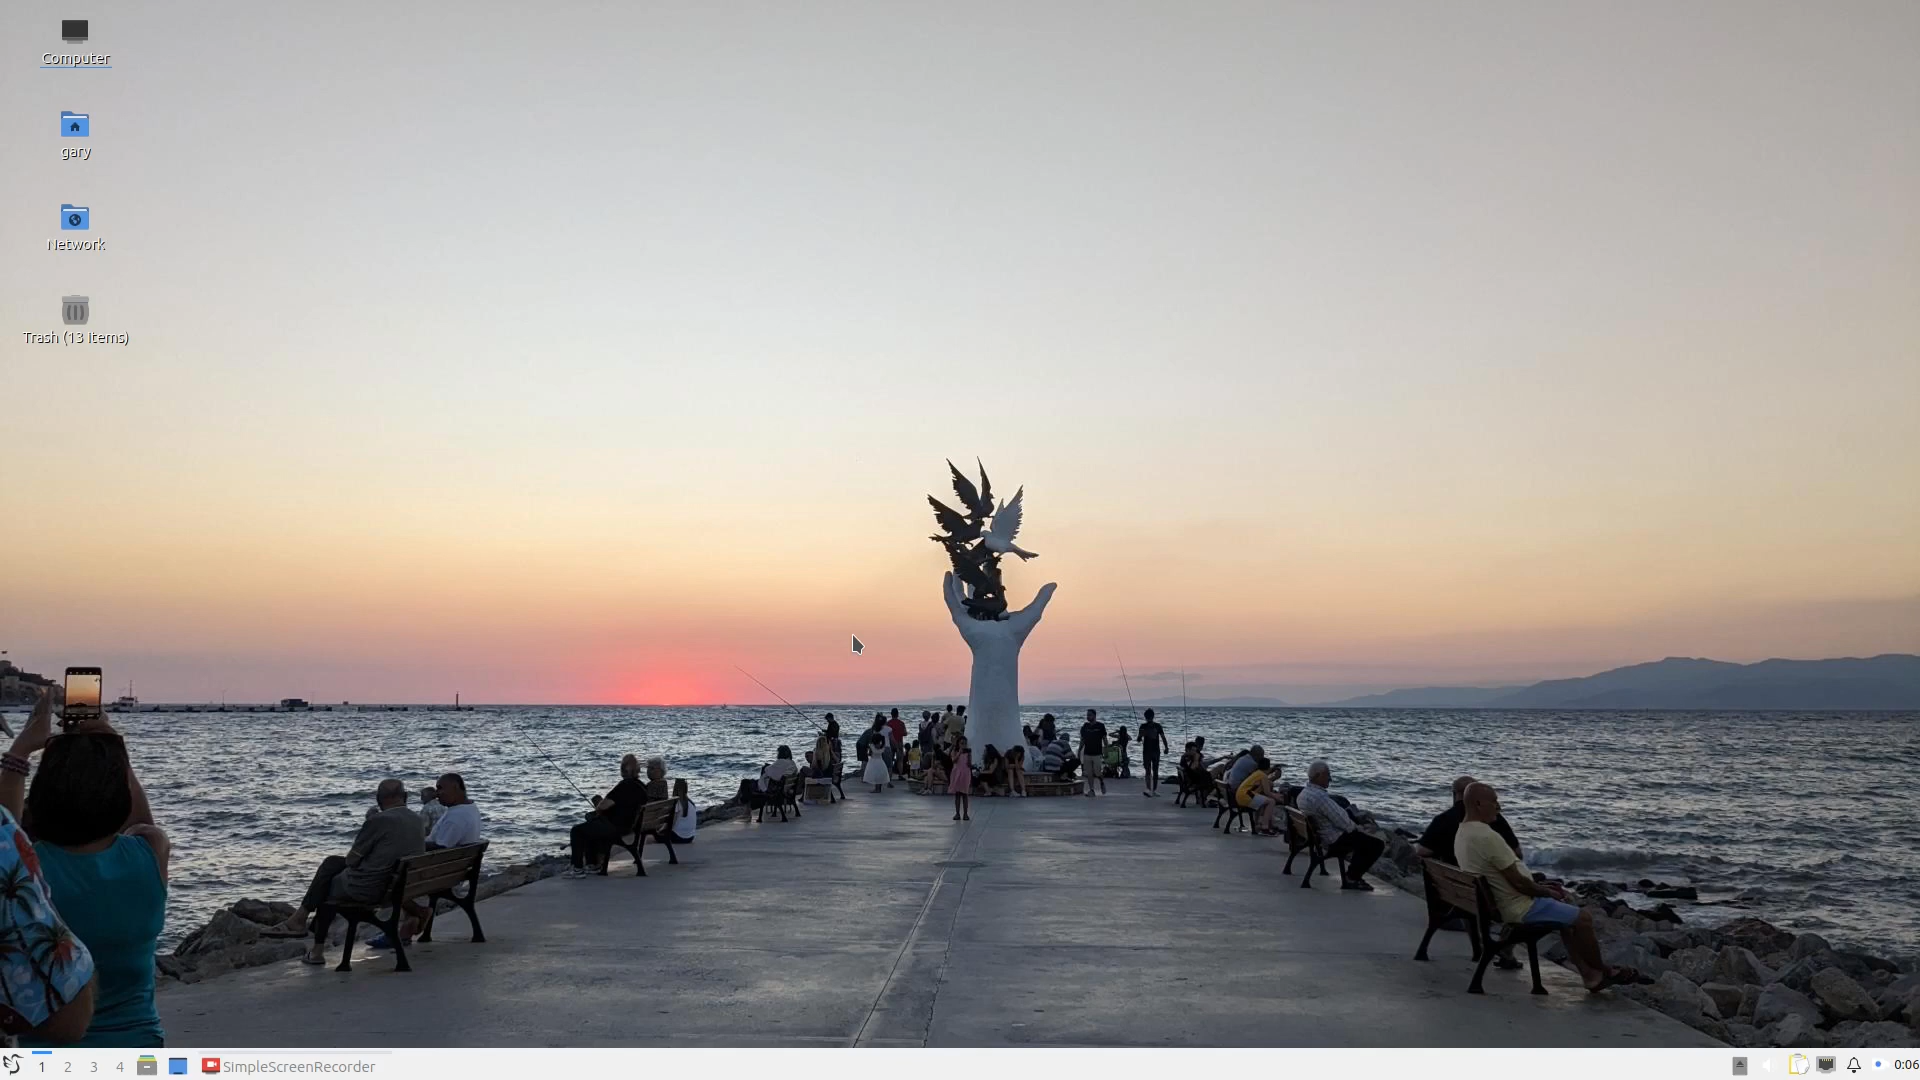 Computer
gary
Network
Trash (13 items)
1 2 3 4 SimpleScreenRecorder 0:06